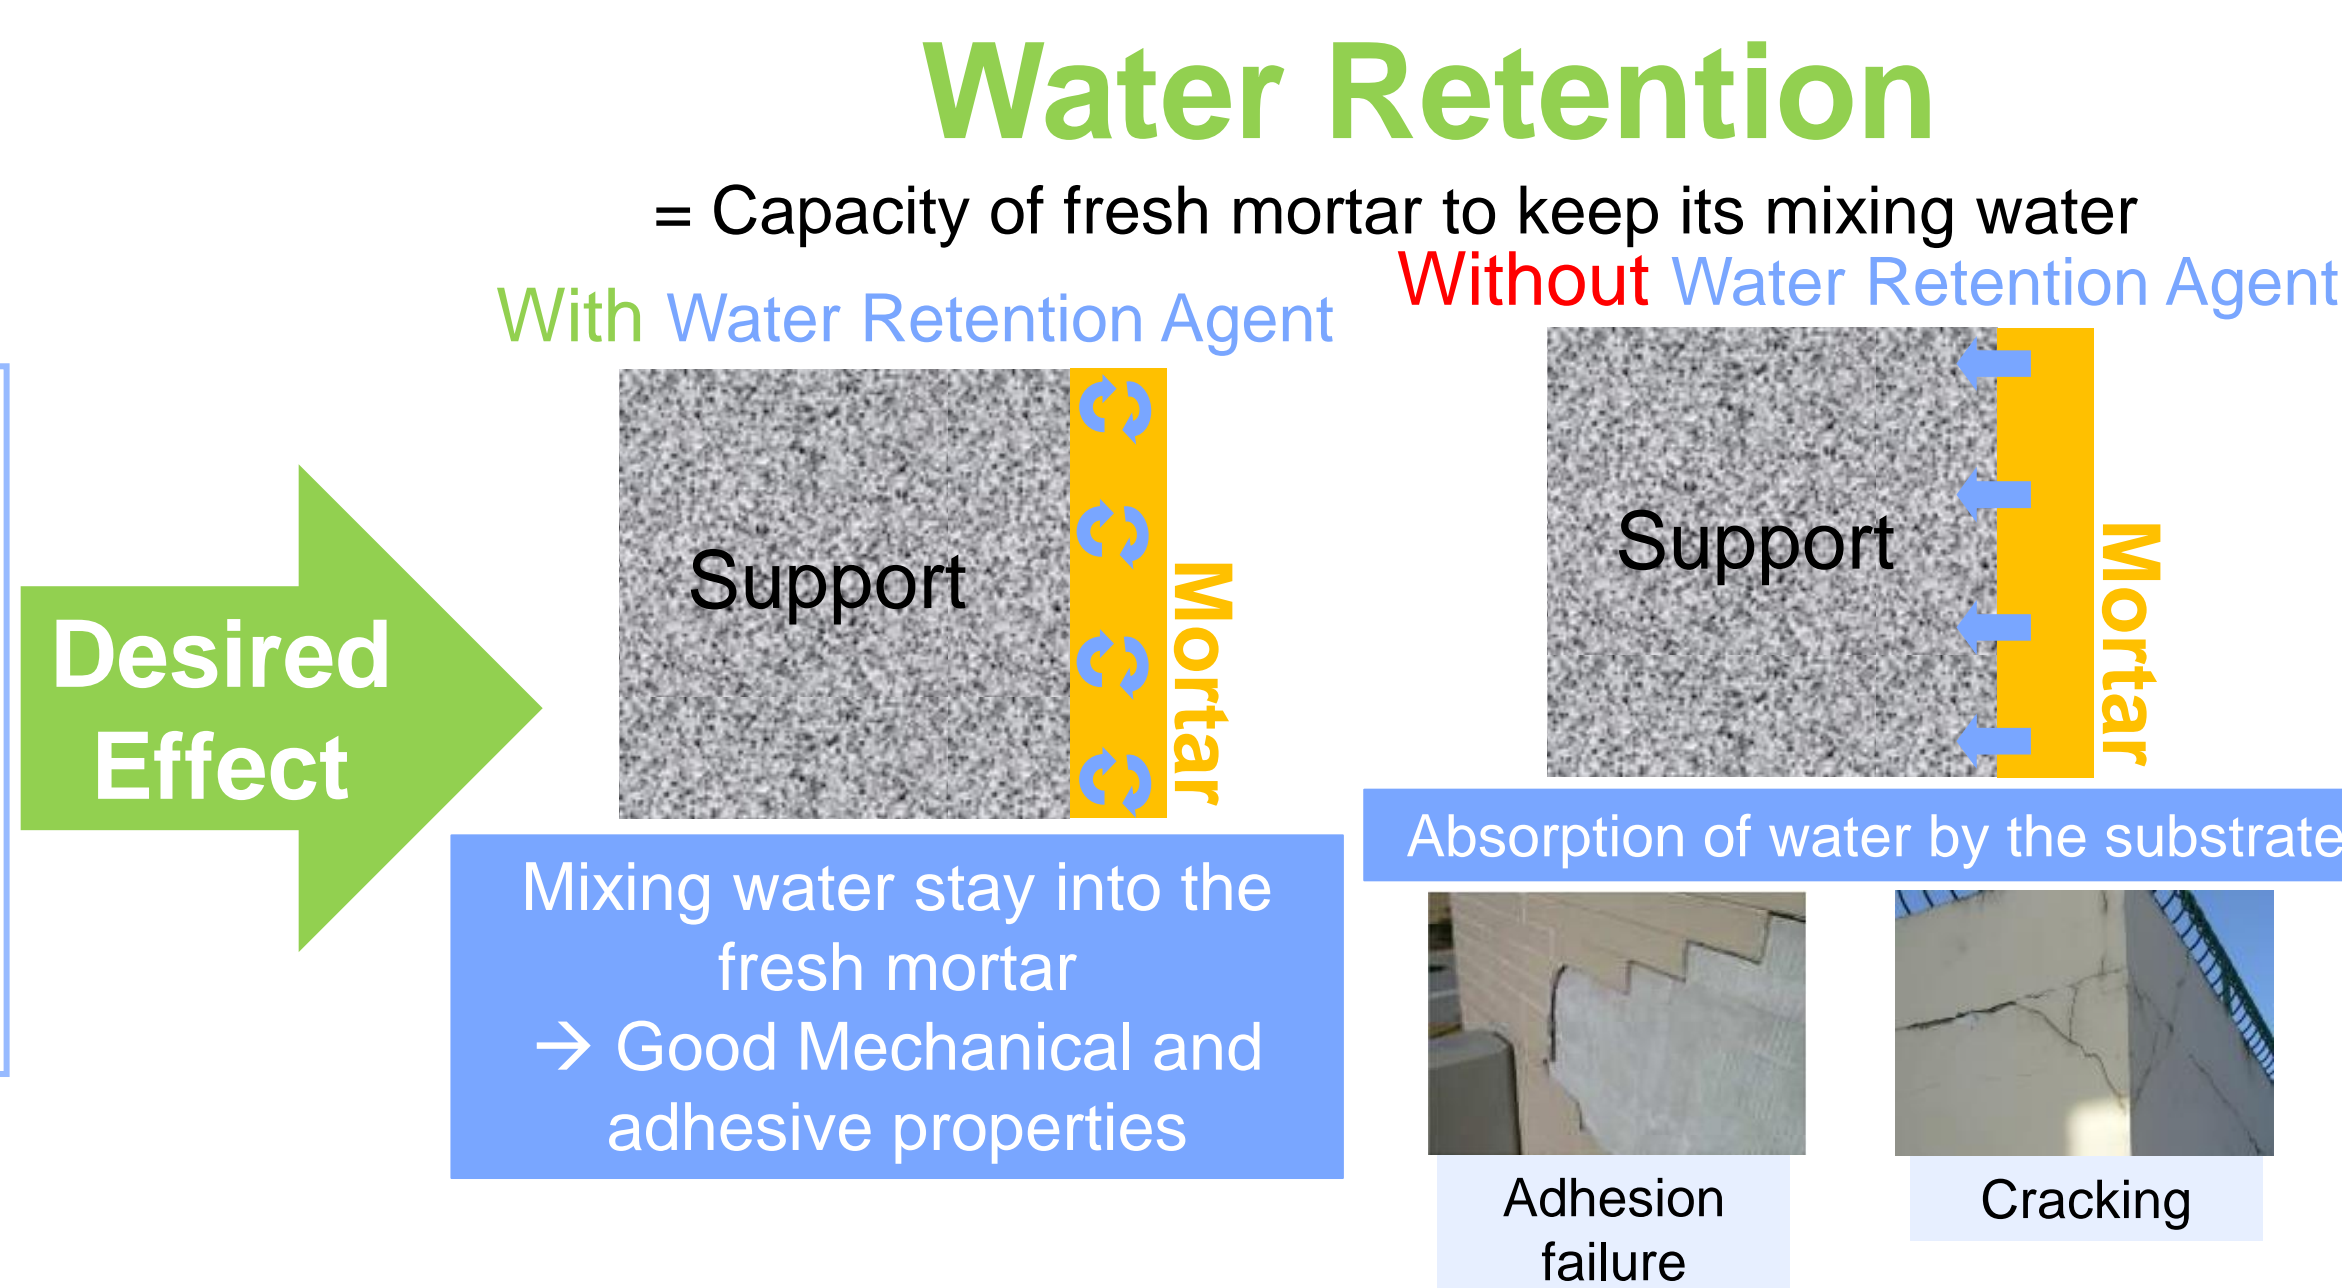 Water Retention
= Capacity of fresh mortar to keep its mixing water
With Water Retention Agent
Without Water Retention Agent
Desired
Effect
Support
Mortar
Support
Mortar
Mixing water stay into the
fresh mortar
→ Good Mechanical and
adhesive properties
Absorption of water by the substrate
Adhesion
failure
Cracking